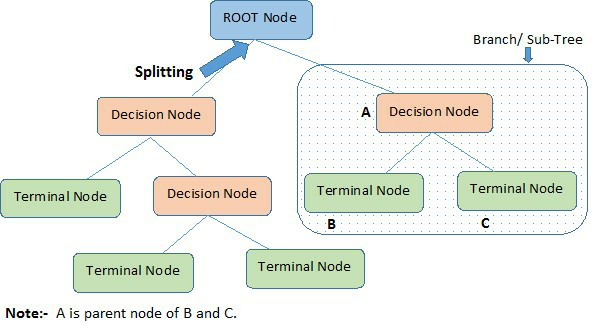 ROOT Node
Branch/ Sub-Tree
Splitting
Decision Node
A
Decision Node
Terminal Node
Decision Node
Terminal Node
Terminal Node
B
C
Terminal Node
Terminal Node
Note:- A is parent node of B and C.